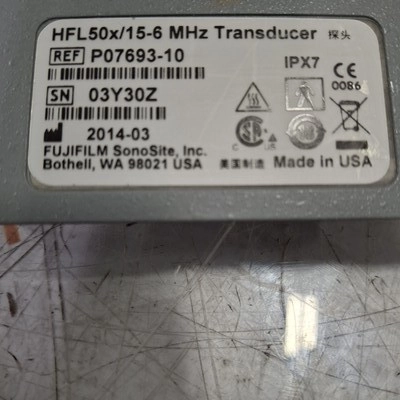 HFL50x/15-6 MHz Transducer 探头
REF P07693-10
IPX7
CE
0086
SN 03Y30Z
2014-03
FUJIFILM SonoSite, Inc.
Bothell, WA 98021 USA
美国制造 Made in USA